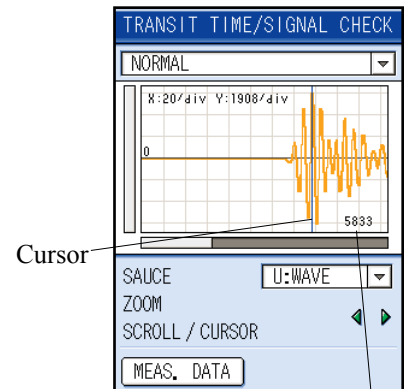 TRANSIT TIME/SIGNAL CHECK
NORMAL
X:20/div Y:1908/div
0
5833
Cursor
SAUCE U:WAVE
ZOOM
SCROLL / CURSOR
MEAS. DATA